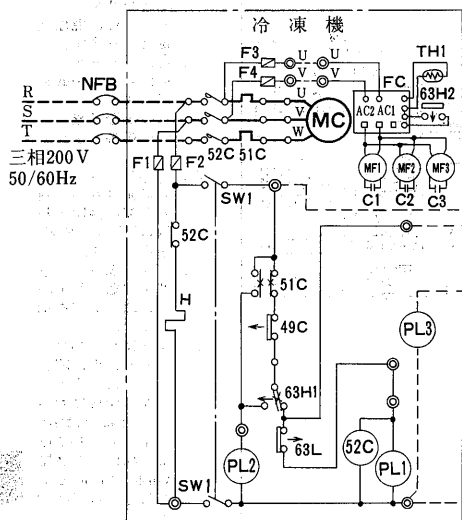 冷凍機
F3 U U TH1
F4 V V FC 63H2
NFB U
R
S V MC AC2 AC1
T W
三相200V F1 F2 52C 51C MF1 MF2 MF3
50/60Hz
SW1 C1 C2 C3
52C
51C
H 49C PL3
63H1
63L 52C
PL2 PL1
SW1